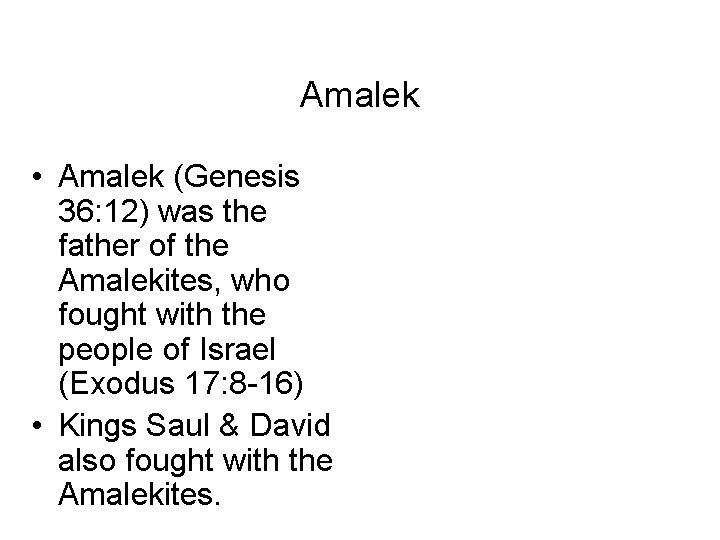 Amalek
• Amalek (Genesis
36:12) was the
father of the
Amalekites, who
fought with the
people of Israel
(Exodus 17:8-16)
• Kings Saul & David
also fought with the
Amalekites.